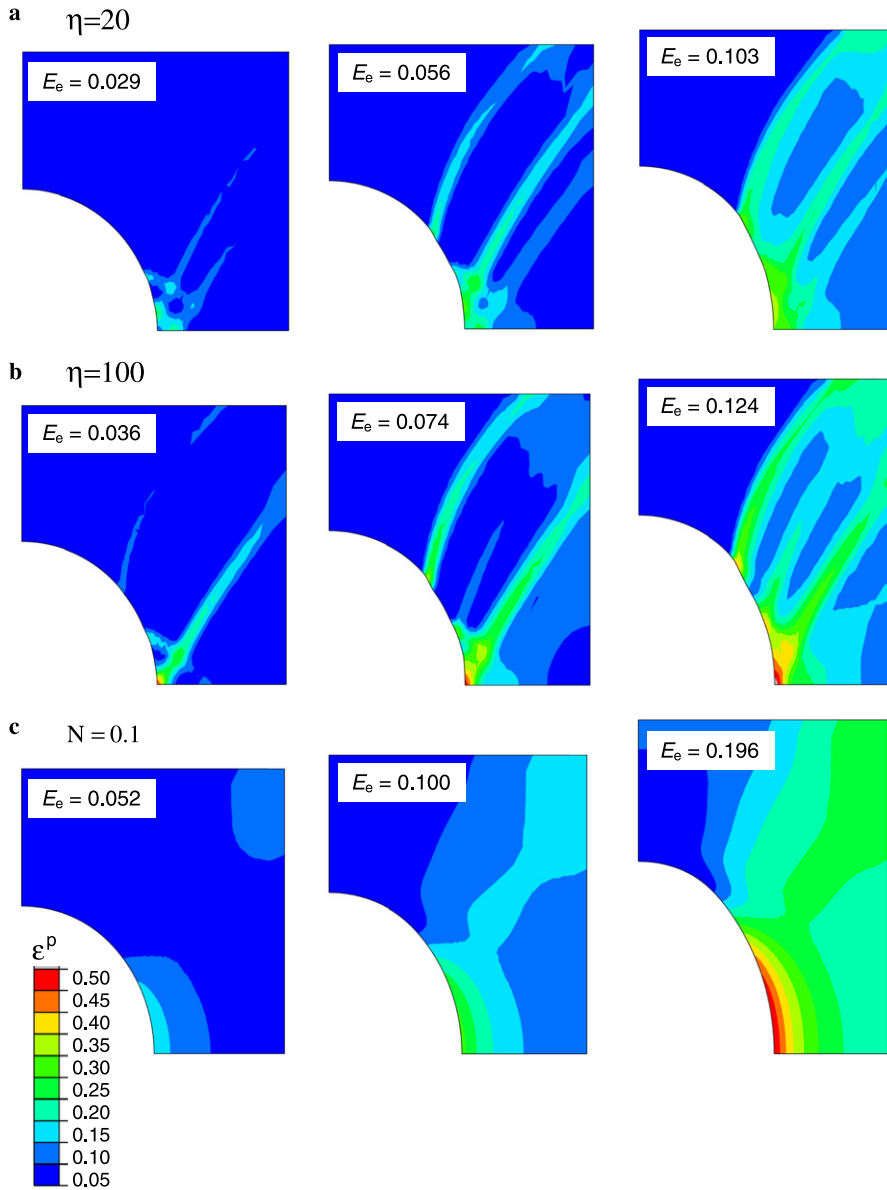 a
η=20
E_e = 0.029
E_e = 0.056
E_e = 0.103
b
η=100
E_e = 0.036
E_e = 0.074
E_e = 0.124
c
N = 0.1
E_e = 0.052
E_e = 0.100
E_e = 0.196
ε^p
0.50
0.45
0.40
0.35
0.30
0.25
0.20
0.15
0.10
0.05